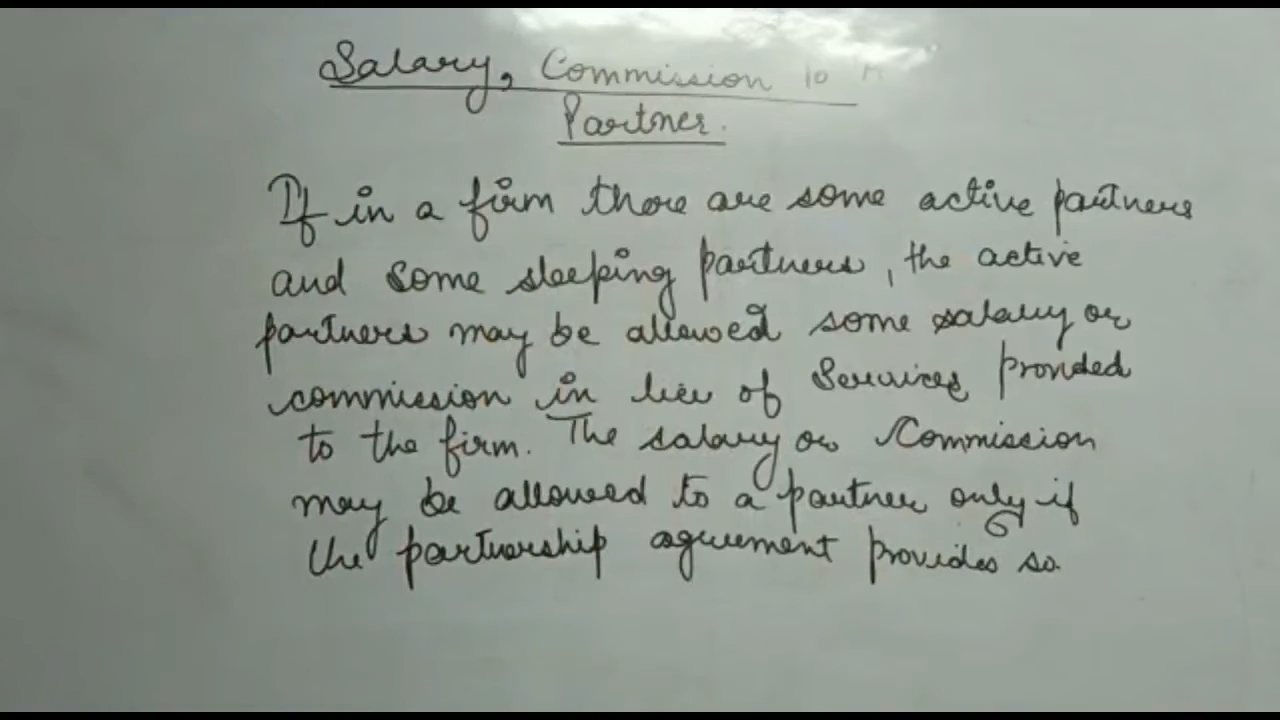 Salary, Commission to
Partner.
If in a firm there are some active partners
and some sleeping partners, the active
partners may be allowed some salary or
commission in lieu of Services provided
to the firm. The salary or Commission
may be allowed to a partner only if
the partnership agreement provides so.